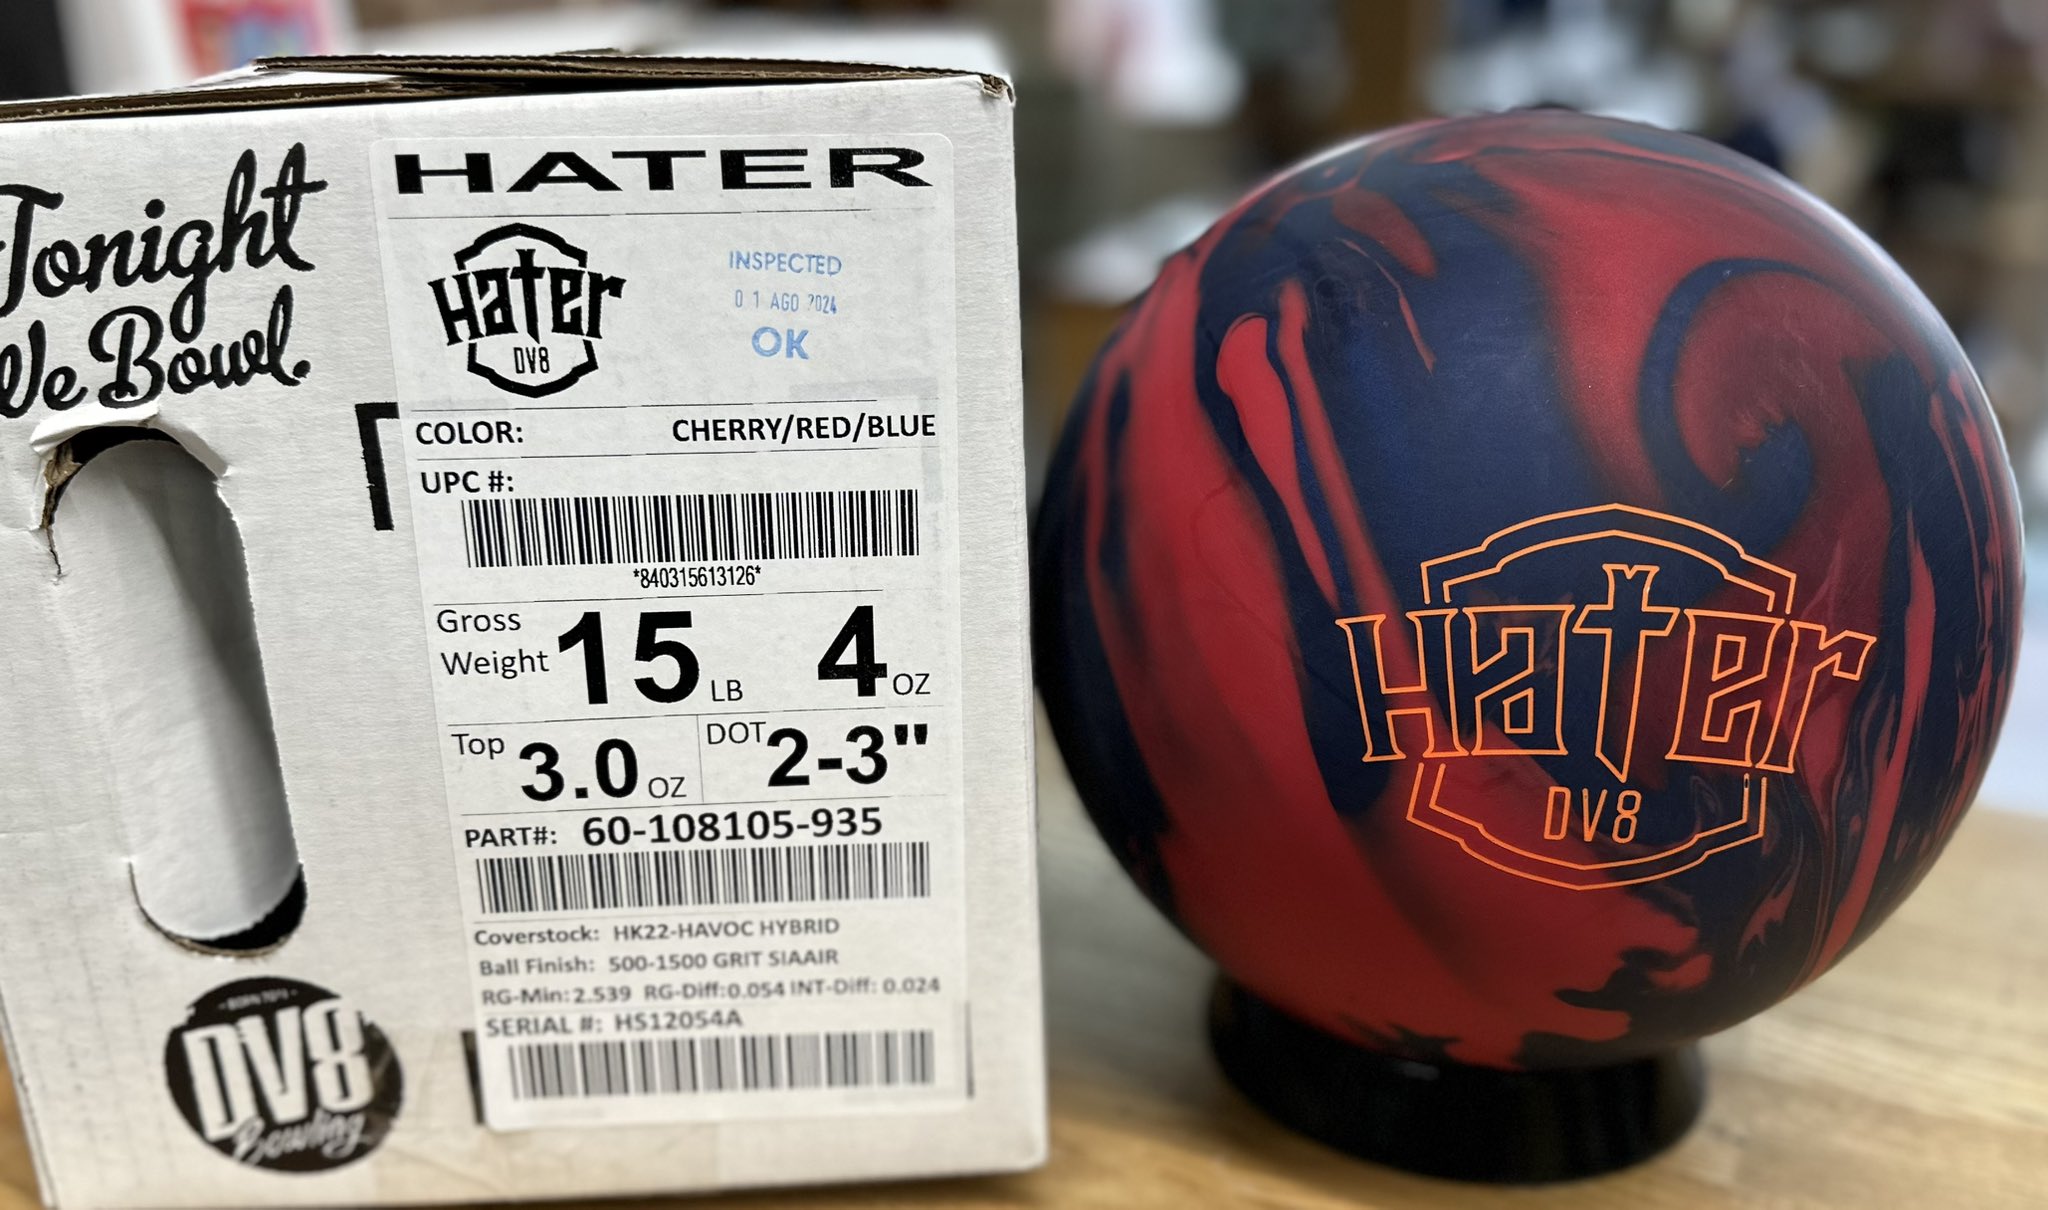 Tonight
We Bowl.
HATER
Hater
DV8
INSPECTED
01 AGO 2024
OK
COLOR: CHERRY/RED/BLUE
UPC #:
*840315613126*
Gross Weight 15 LB 4 OZ
Top 3.0 OZ DOT 2-3"
PART#: 60-108105-935
Coverstock: HK22-HAVOC HYBRID
Ball Finish: 500-1500 GRIT SIAAIR
RG-Min: 2.539 RG-Diff: 0.054 INT-Diff: 0.024
SERIAL #: HS12054A
DV8
Bowling
Hater
DV8